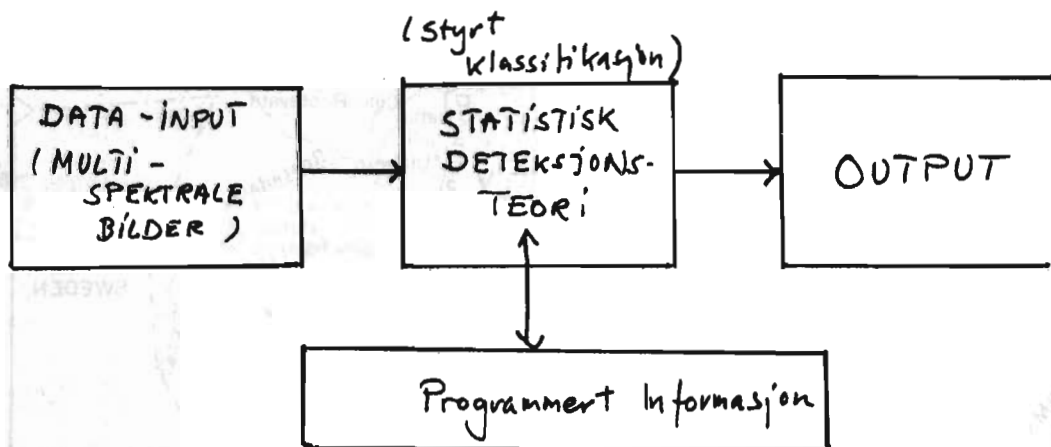 (styrt
klassifikasjon)
DATA-INPUT
(MULTI-
SPEKTRALE
BILDER)
STATISTISK
DETEKSJONS-
TEORI
OUTPUT
Programmert Informasjon
SWEDEN